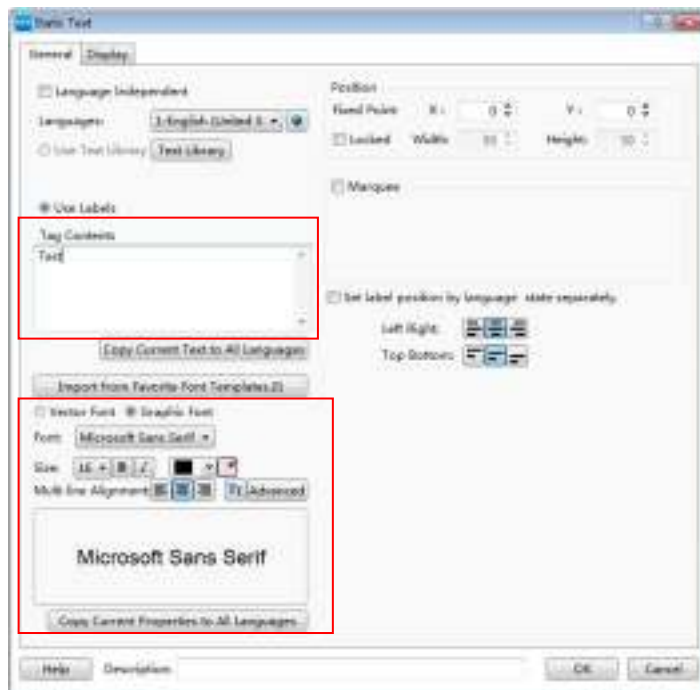 Static Text
General Display
Language Independent
Languages: 1-English (United S
Use Text Library Text Library
Use Labels
Tag Contents
Text
Copy Current Text to All Languages
Import from Favorite Font Templates
Vector Font Graphic Font
Font: Microsoft Sans Serif
Size: 16 B I
Multi-line Alignment: Advanced
Microsoft Sans Serif
Copy Current Properties to All Languages
Position
Fixed Point X: 0 Y: 0
Locked Width: Height:
Marquee
Set label position by language state separately
Left Right:
Top Bottom:
Help Description: OK Cancel